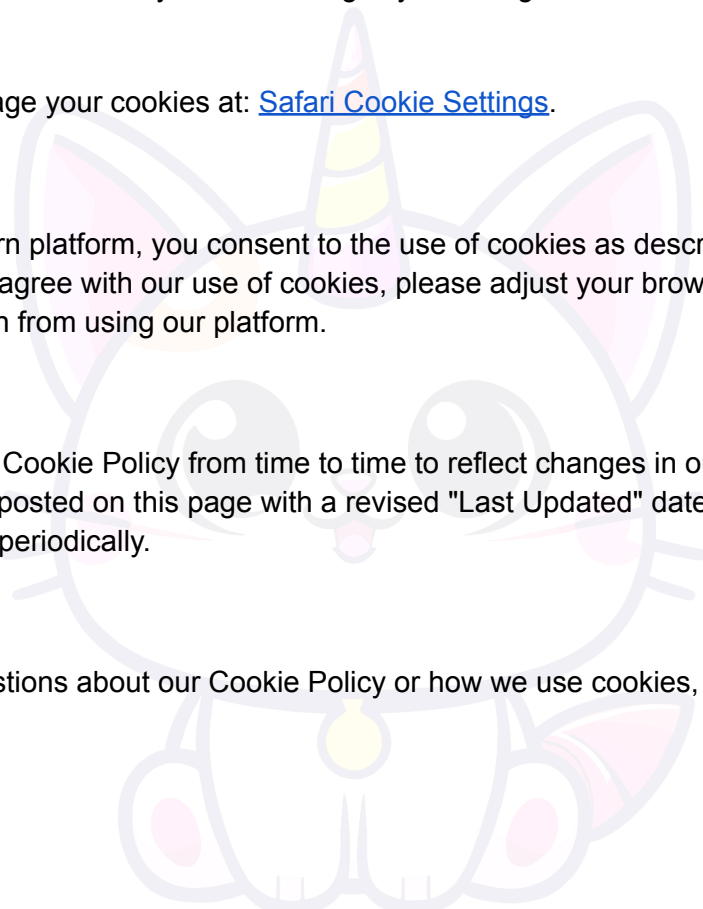 age your cookies at: Safari Cookie Settings.
rn platform, you consent to the use of cookies as descr
agree with our use of cookies, please adjust your brow
n from using our platform.
Cookie Policy from time to time to reflect changes in o
posted on this page with a revised "Last Updated" date
periodically.
stions about our Cookie Policy or how we use cookies,